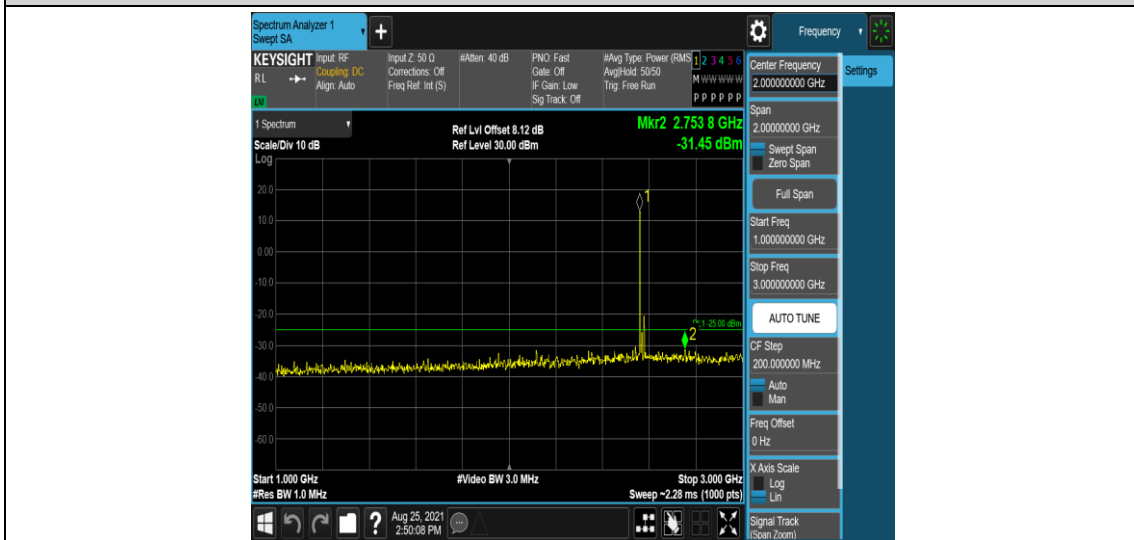 Spectrum Analyzer 1
Swept SA
+
Frequency
KEYSIGHT
RL
LXI
Input: RF
Coupling: DC
Align: Auto
Input Z: 50 Ω
Corrections: Off
Freq Ref: Int (S)
#Atten: 40 dB
PNO: Fast
Gate: Off
IF Gain: Low
Sig Track: Off
#Avg Type: Power (RMS
Avg|Hold: 50/50
Trig: Free Run
1 2 3 4 5 6
M W W W W W
P P P P P P
1 Spectrum
Scale/Div 10 dB
Ref Lvl Offset 8.12 dB
Ref Level 30.00 dBm
Mkr2 2.753 8 GHz
-31.45 dBm
Log
20.0
10.0
0.00
-10.0
-20.0
-30.0
-40.0
-50.0
-60.0
1
DL1 -25.00 dBm
2
Start 1.000 GHz
#Res BW 1.0 MHz
#Video BW 3.0 MHz
Stop 3.000 GHz
Sweep ~2.28 ms (1000 pts)
?
Aug 25, 2021
2:50:08 PM
Center Frequency
2.000000000 GHz
Settings
Span
2.00000000 GHz
Swept Span
Zero Span
Full Span
Start Freq
1.000000000 GHz
Stop Freq
3.000000000 GHz
AUTO TUNE
CF Step
200.000000 MHz
Auto
Man
Freq Offset
0 Hz
X Axis Scale
Log
Lin
Signal Track
(Span Zoom)